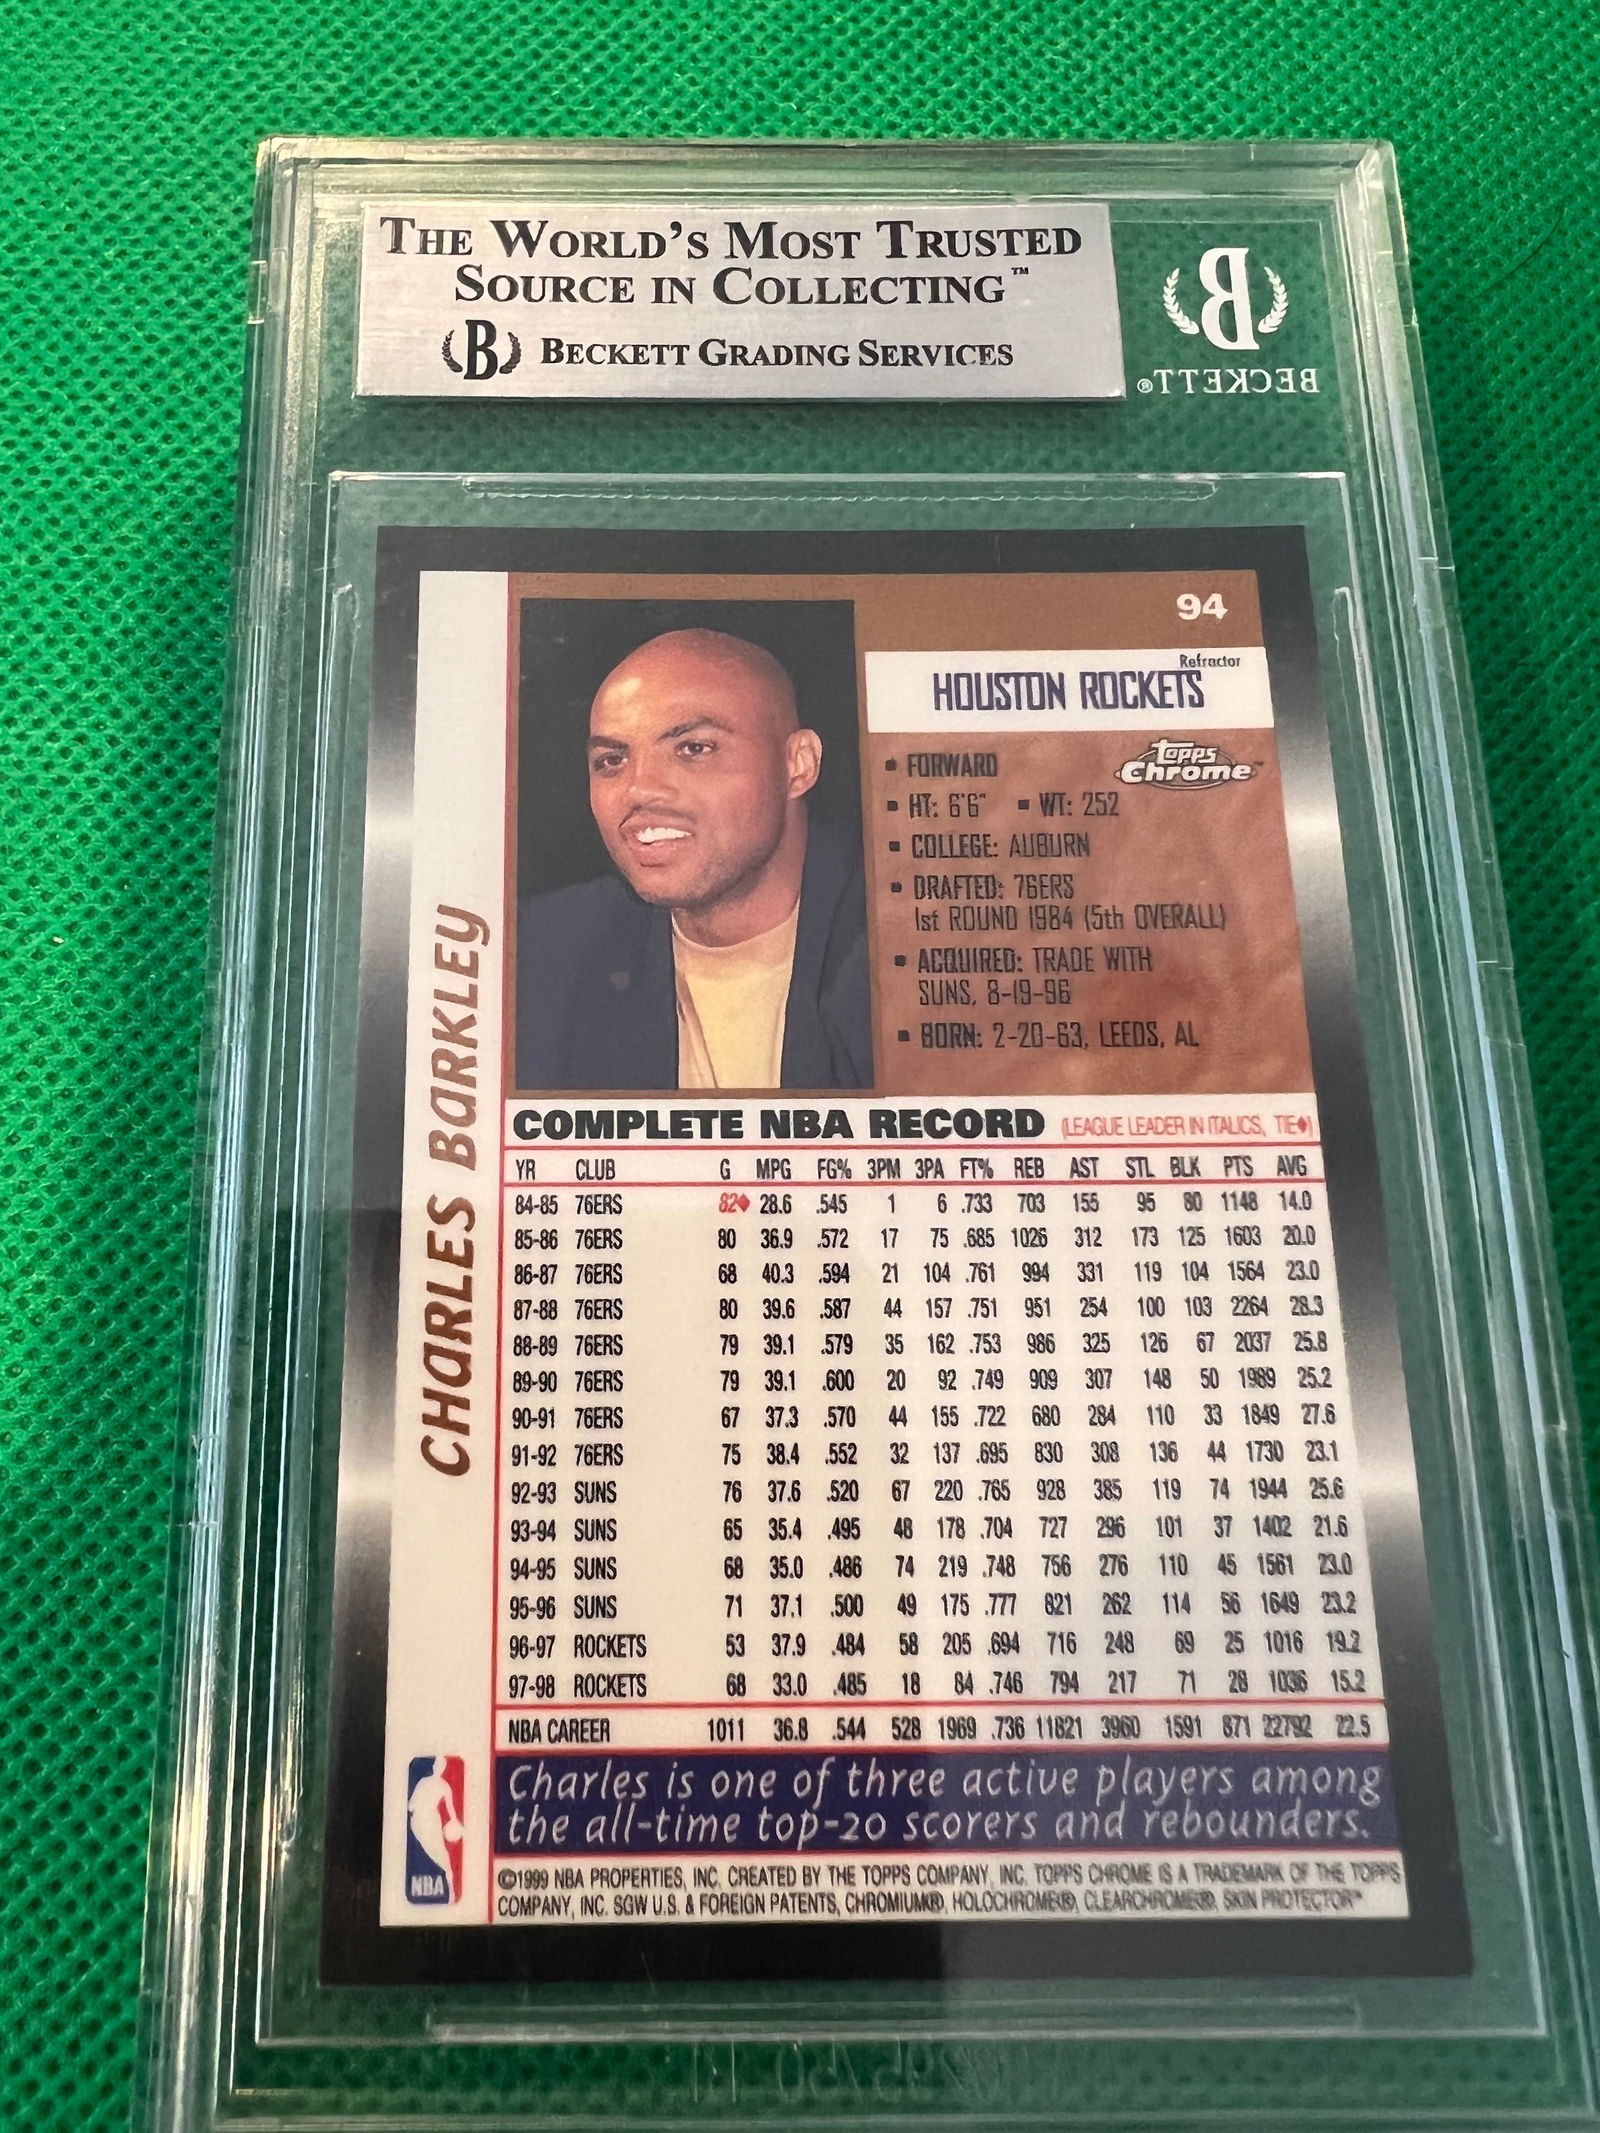 THE WORLD'S MOST TRUSTED
SOURCE IN COLLECTING™
B BECKETT GRADING SERVICES
B
BECKETT®
94
Refractor
HOUSTON ROCKETS
Topps
Chrome™
▪ FORWARD
▪ HT: 6'6" ▪ WT: 252
▪ COLLEGE: AUBURN
▪ DRAFTED: 76ERS
1st ROUND 1984 (5th OVERALL)
▪ ACQUIRED: TRADE WITH
SUNS, 8-19-96
▪ BORN: 2-20-63, LEEDS, AL
CHARLES BARKLEY
COMPLETE NBA RECORD (LEAGUE LEADER IN ITALICS, TIE♦)
YR CLUB G MPG FG% 3PM 3PA FT% REB AST STL BLK PTS AVG
84-85 76ERS 82♦ 28.6 .545 1 6 .733 703 155 95 80 1148 14.0
85-86 76ERS 80 36.9 .572 17 75 .685 1026 312 173 125 1603 20.0
86-87 76ERS 68 40.3 .594 21 104 .761 994 331 119 104 1564 23.0
87-88 76ERS 80 39.6 .587 44 157 .751 951 254 100 103 2264 28.3
88-89 76ERS 79 39.1 .579 35 162 .753 986 325 126 67 2037 25.8
89-90 76ERS 79 39.1 .600 20 92 .749 909 307 148 50 1989 25.2
90-91 76ERS 67 37.3 .570 44 155 .722 680 284 110 33 1849 27.6
91-92 76ERS 75 38.4 .552 32 137 .695 830 308 136 44 1730 23.1
92-93 SUNS 76 37.6 .520 67 220 .765 928 385 119 74 1944 25.6
93-94 SUNS 65 35.4 .495 48 178 .704 727 296 101 37 1402 21.6
94-95 SUNS 68 35.0 .486 74 219 .748 756 276 110 45 1561 23.0
95-96 SUNS 71 37.1 .500 49 175 .777 821 262 114 56 1649 23.2
96-97 ROCKETS 53 37.9 .484 58 205 .694 716 248 69 25 1016 19.2
97-98 ROCKETS 68 33.0 .485 18 84 .746 794 217 71 28 1036 15.2
NBA CAREER 1011 36.8 .544 528 1969 .736 11821 3960 1591 871 22792 22.5
Charles is one of three active players among
the all-time top-20 scorers and rebounders.
NBA
©1999 NBA PROPERTIES, INC. CREATED BY THE TOPPS COMPANY, INC. TOPPS CHROME IS A TRADEMARK OF THE TOPPS
COMPANY, INC. SGW U.S. & FOREIGN PATENTS, CHROMIUM®, HOLOCHROME®, CLEARCHROME®, SKIN PROTECTOR™